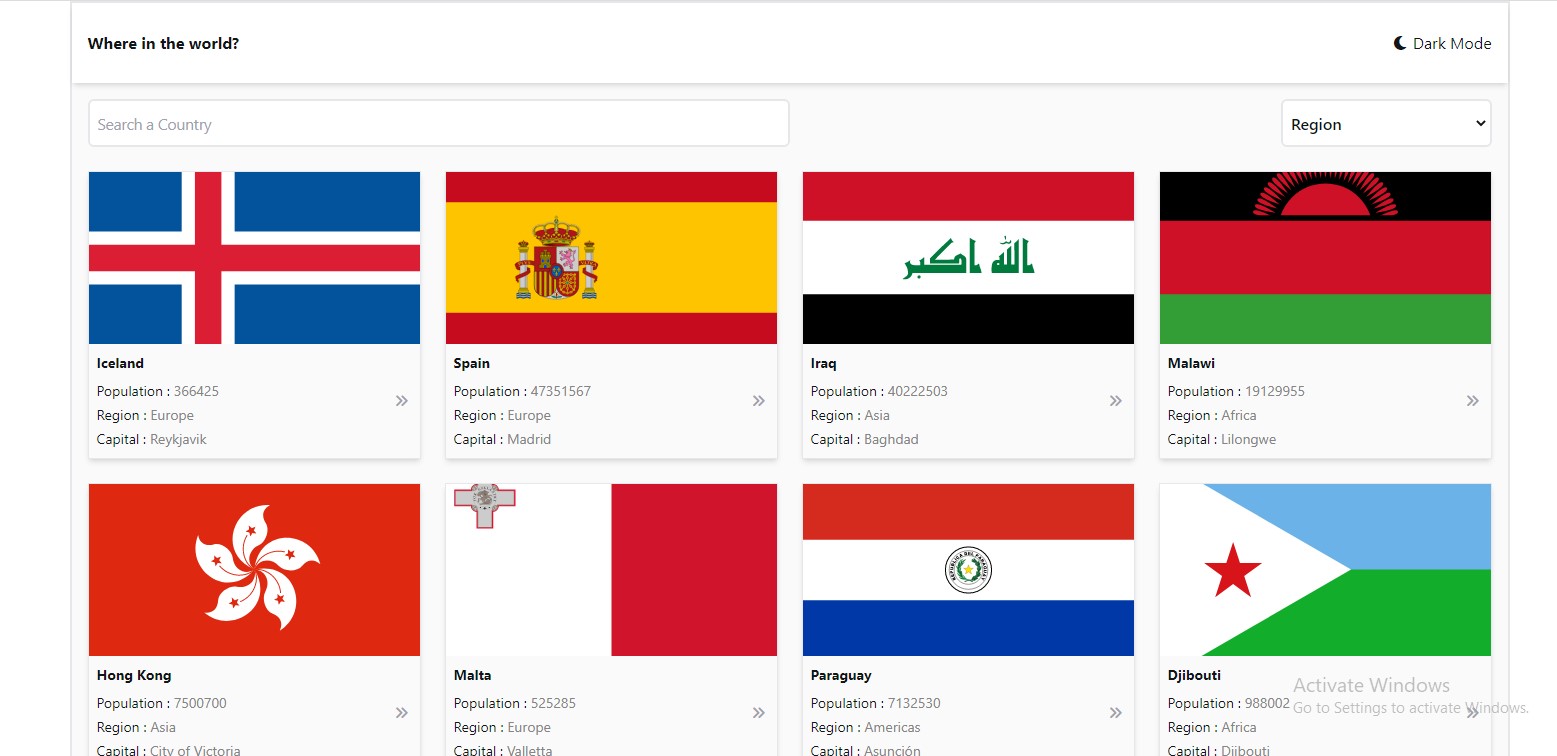 Where in the world?
Dark Mode
Search a Country
Region
الله اكبر
Iceland
Population : 366425
Region : Europe
Capital : Reykjavik
Spain
Population : 47351567
Region : Europe
Capital : Madrid
Iraq
Population : 40222503
Region : Asia
Capital : Baghdad
Malawi
Population : 19129955
Region : Africa
Capital : Lilongwe
REPUBLICA DEL PARAGUAY
Hong Kong
Population : 7500700
Region : Asia
Capital : City of Victoria
Malta
Population : 525285
Region : Europe
Capital : Valletta
Paraguay
Population : 7132530
Region : Americas
Capital : Asunción
Djibouti
Population : 988002
Region : Africa
Capital : Djibouti
Activate Windows
Go to Settings to activate Windows.